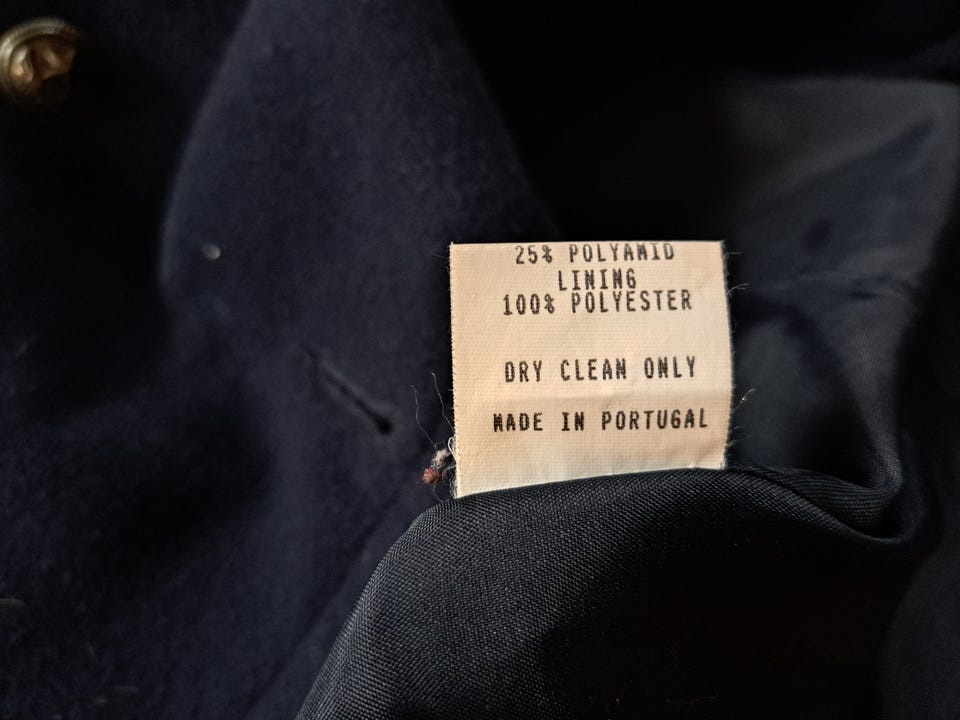 25% POLYAMID
LINING
100% POLYESTER
DRY CLEAN ONLY
MADE IN PORTUGAL